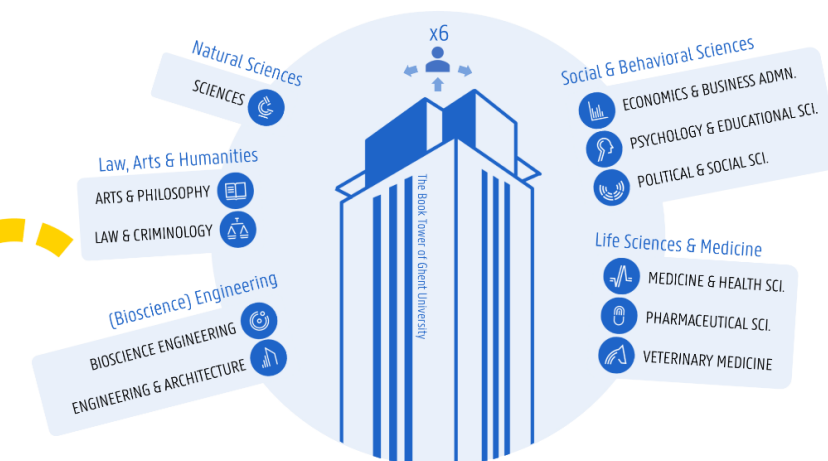 x6
Natural Sciences
SCIENCES
Law, Arts & Humanities
ARTS & PHILOSOPHY
LAW & CRIMINOLOGY
(Bioscience) Engineering
BIOSCIENCE ENGINEERING
ENGINEERING & ARCHITECTURE
The Book Tower of Ghent University
Social & Behavioral Sciences
ECONOMICS & BUSINESS ADMN.
PSYCHOLOGY & EDUCATIONAL SCI.
POLITICAL & SOCIAL SCI.
Life Sciences & Medicine
MEDICINE & HEALTH SCI.
PHARMACEUTICAL SCI.
VETERINARY MEDICINE